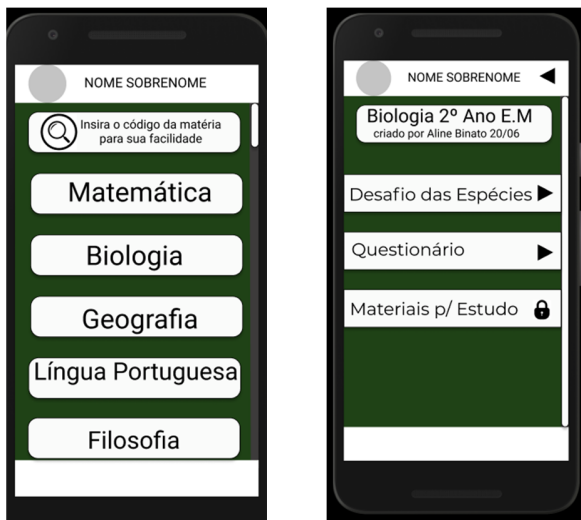 NOME SOBRENOME
Insira o código da matéria
para sua facilidade
Matemática
Biologia
Geografia
Língua Portuguesa
Filosofia
NOME SOBRENOME
Biologia 2º Ano E.M
criado por Aline Binato 20/06
Desafio das Espécies
Questionário
Materiais p/ Estudo